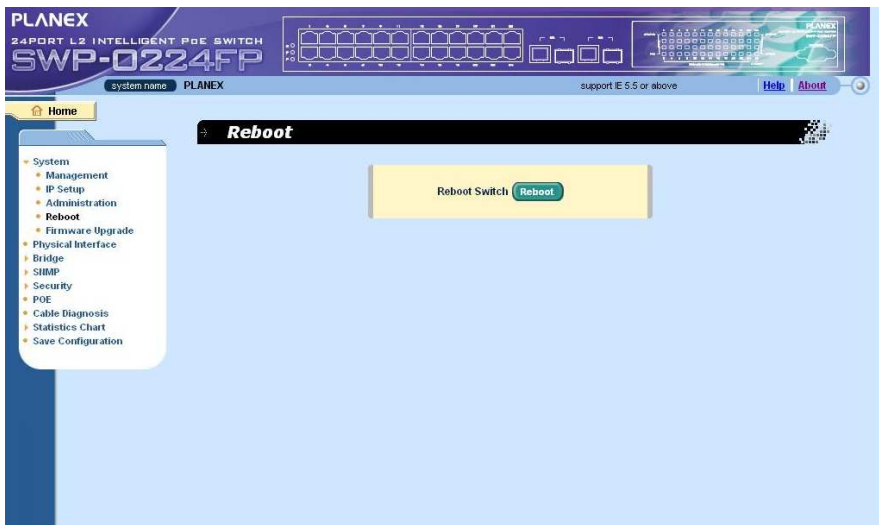 PLANEX
24PORT L2 INTELLIGENT POE SWITCH
SWP-0224FP
system name PLANEX
support IE 5.5 or above
Help About
Home
Reboot
System
Management
IP Setup
Administration
Reboot
Firmware Upgrade
Physical Interface
Bridge
SNMP
Security
POE
Cable Diagnosis
Statistics Chart
Save Configuration
Reboot Switch Reboot
PLANEX